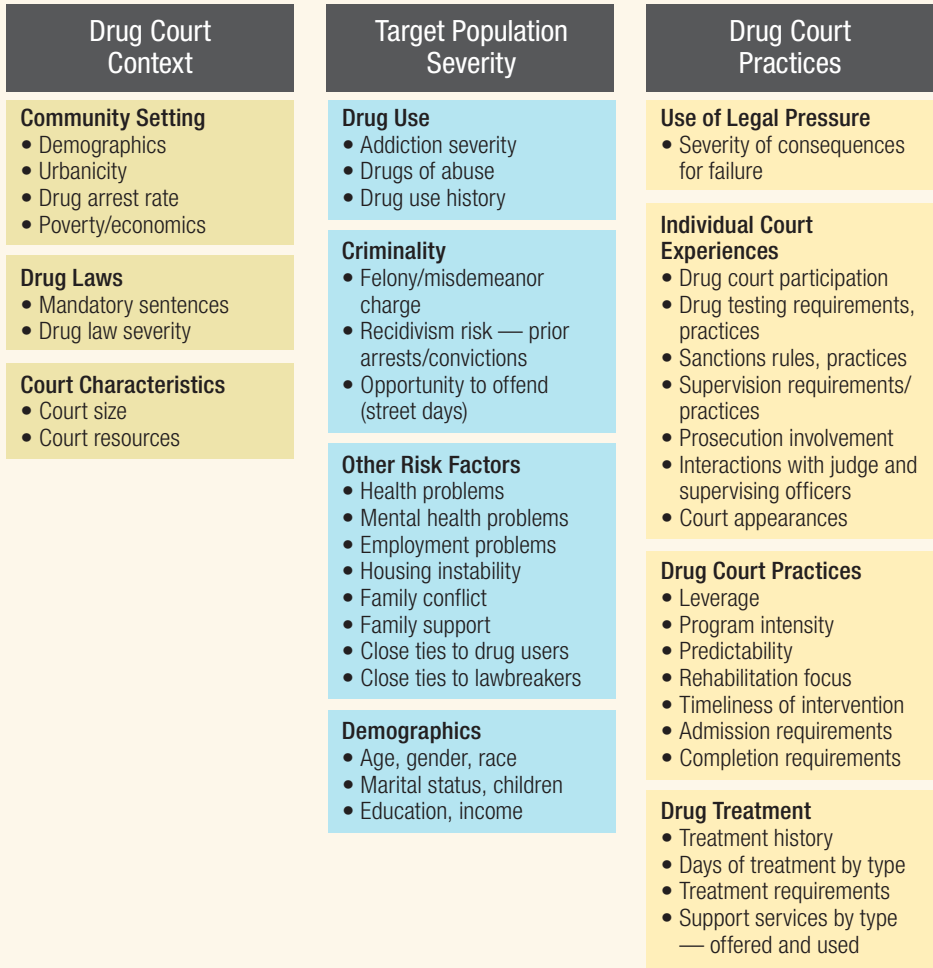 Drug Court
Context
Community Setting
• Demographics
• Urbanicity
• Drug arrest rate
• Poverty/economics
Drug Laws
• Mandatory sentences
• Drug law severity
Court Characteristics
• Court size
• Court resources
Target Population
Severity
Drug Use
• Addiction severity
• Drugs of abuse
• Drug use history
Criminality
• Felony/misdemeanor
charge
• Recidivism risk — prior
arrests/convictions
• Opportunity to offend
(street days)
Other Risk Factors
• Health problems
• Mental health problems
• Employment problems
• Housing instability
• Family conflict
• Family support
• Close ties to drug users
• Close ties to lawbreakers
Demographics
• Age, gender, race
• Marital status, children
• Education, income
Drug Court
Practices
Use of Legal Pressure
• Severity of consequences
for failure
Individual Court
Experiences
• Drug court participation
• Drug testing requirements,
practices
• Sanctions rules, practices
• Supervision requirements/
practices
• Prosecution involvement
• Interactions with judge and
supervising officers
• Court appearances
Drug Court Practices
• Leverage
• Program intensity
• Predictability
• Rehabilitation focus
• Timeliness of intervention
• Admission requirements
• Completion requirements
Drug Treatment
• Treatment history
• Days of treatment by type
• Treatment requirements
• Support services by type
— offered and used